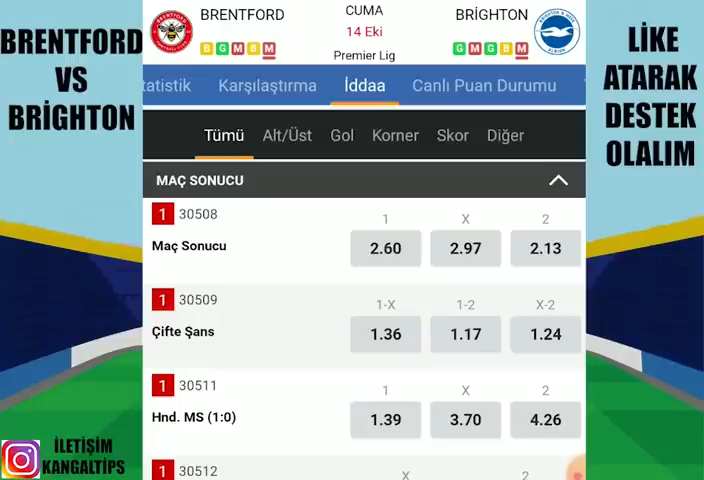 BRENTFORD
VS
BRİGHTON
BRENTFORD
B G M B M
CUMA
14 Eki
Premier Lig
BRİGHTON
G M G B M
LİKE
ATARAK
DESTEK
OLALIM
tatistik Karşılaştırma İddaa Canlı Puan Durumu
Tümü Alt/Üst Gol Korner Skor Diğer
MAÇ SONUCU
1 30508 1 X 2
Maç Sonucu 2.60 2.97 2.13
1 30509 1-X 1-2 X-2
Çifte Şans 1.36 1.17 1.24
1 30511 1 X 2
Hnd. MS (1:0) 1.39 3.70 4.26
1 30512 X 2
İLETİŞİM
KANGALTİPS